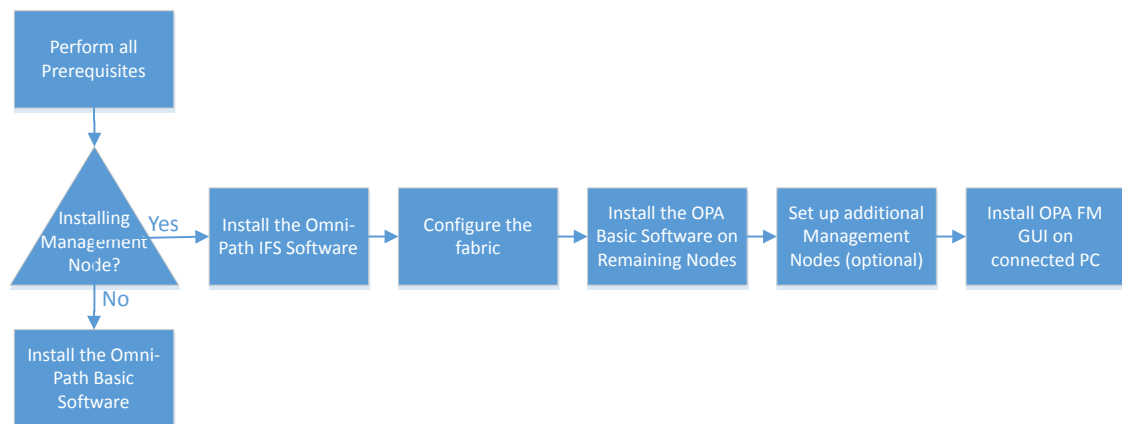 Perform all
Prerequisites
Installing
Management
Node?
Yes
No
Install the Omni-
Path IFS Software
Configure the
fabric
Install the OPA
Basic Software on
Remaining Nodes
Set up additional
Management
Nodes (optional)
Install OPA FM
GUI on
connected PC
Install the Omni-
Path Basic
Software